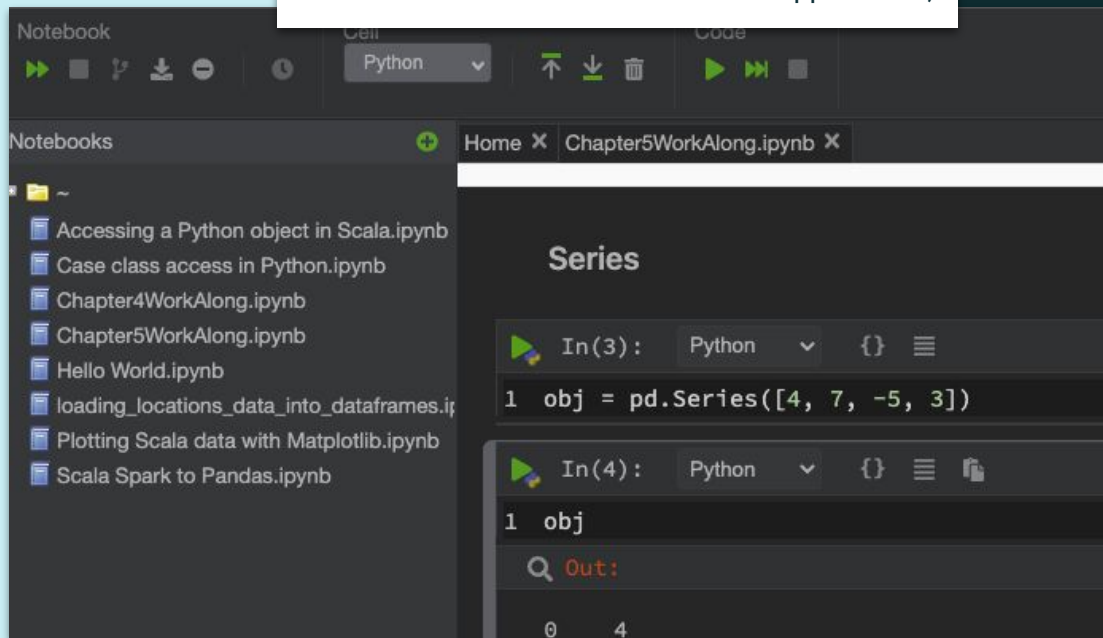 Notebook
Cell
Code
Python
Notebooks
Home
Chapter5WorkAlong.ipynb
~
Accessing a Python object in Scala.ipynb
Case class access in Python.ipynb
Chapter4WorkAlong.ipynb
Chapter5WorkAlong.ipynb
Hello World.ipynb
loading_locations_data_into_dataframes.ip
Plotting Scala data with Matplotlib.ipynb
Scala Spark to Pandas.ipynb
Series
In(3): Python {}
1 obj = pd.Series([4, 7, -5, 3])
In(4): Python {}
1 obj
Out:
0 4